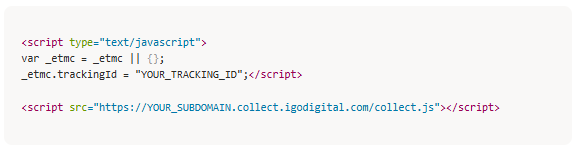 <script type="text/javascript">
var _etmc = _etmc || {};
_etmc.trackingId = "YOUR_TRACKING_ID";</script>
<script src="https://YOUR_SUBDOMAIN.collect.igodigital.com/collect.js"></script>